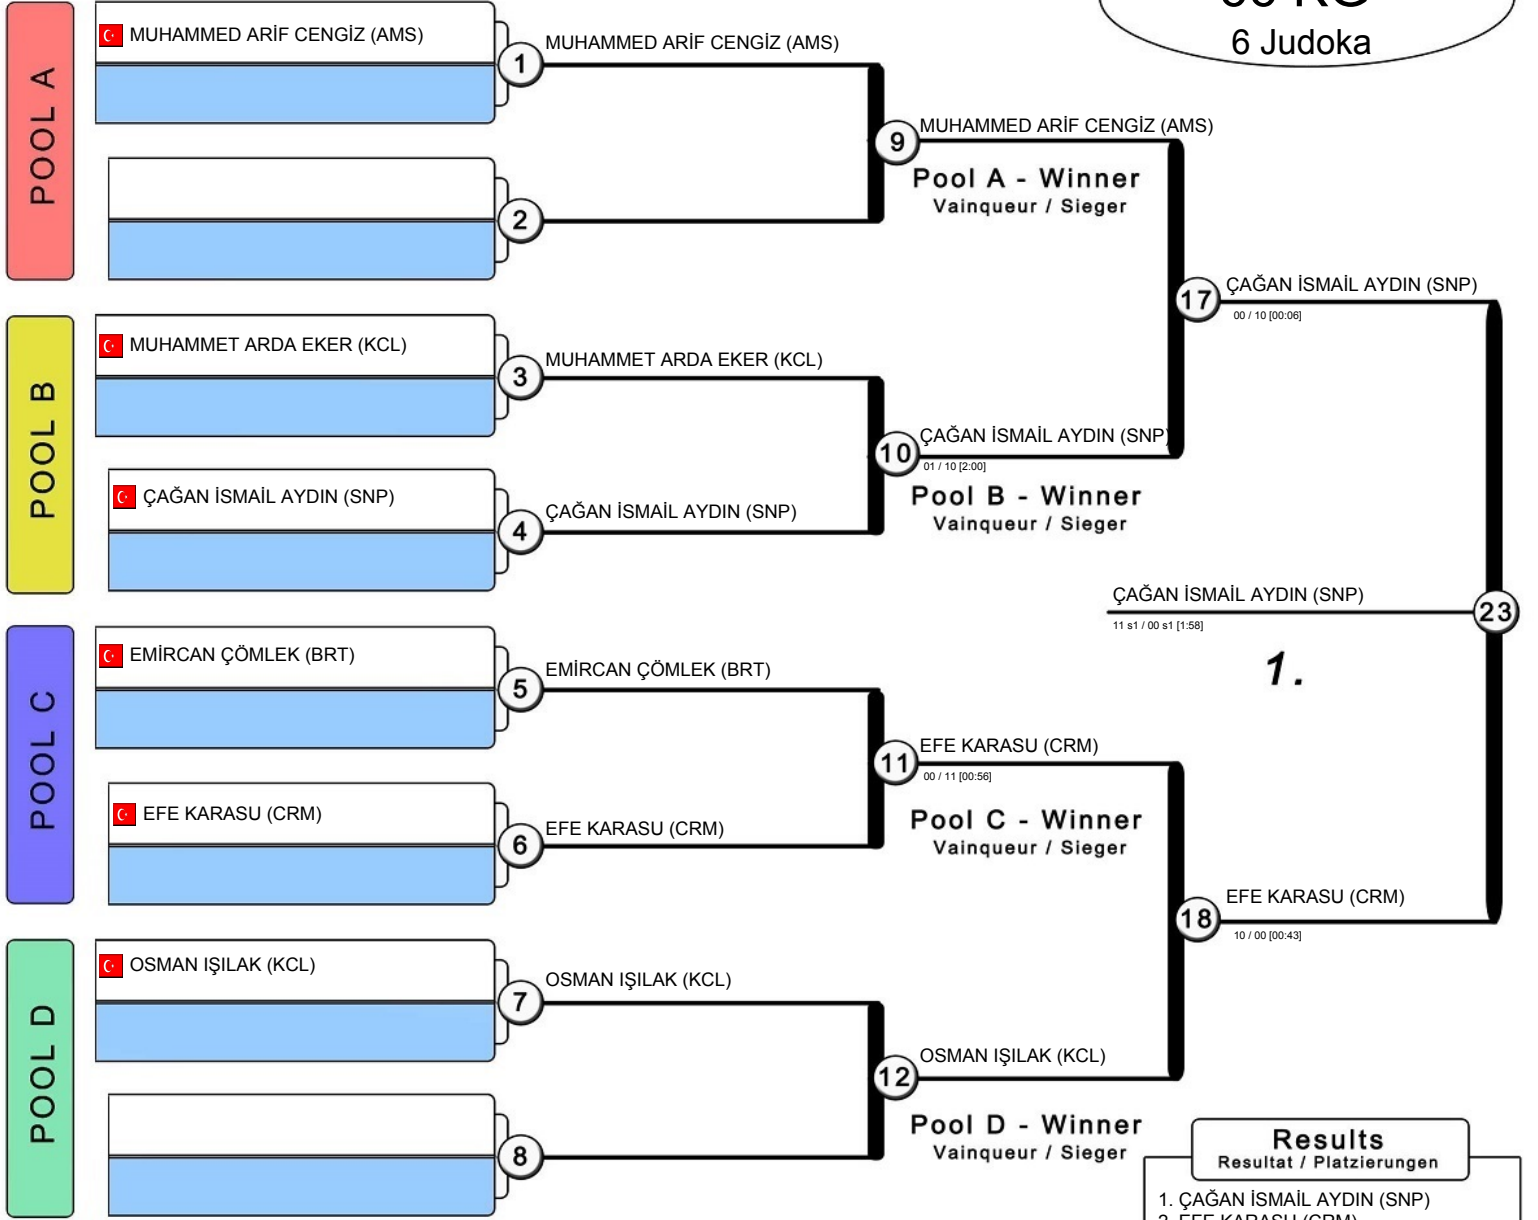 6 Judoka
POOL A
MUHAMMED ARİF CENGİZ (AMS)
1
MUHAMMED ARİF CENGİZ (AMS)
2
9
MUHAMMED ARİF CENGİZ (AMS)
Pool A - Winner
Vainqueur / Sieger
POOL B
MUHAMMET ARDA EKER (KCL)
3
MUHAMMET ARDA EKER (KCL)
ÇAĞAN İSMAİL AYDIN (SNP)
4
ÇAĞAN İSMAİL AYDIN (SNP)
10
ÇAĞAN İSMAİL AYDIN (SNP)
01 / 10 [2:00]
Pool B - Winner
Vainqueur / Sieger
17
ÇAĞAN İSMAİL AYDIN (SNP)
00 / 10 [00:06]
POOL C
EMİRCAN ÇÖMLEK (BRT)
5
EMİRCAN ÇÖMLEK (BRT)
EFE KARASU (CRM)
6
EFE KARASU (CRM)
11
EFE KARASU (CRM)
00 / 11 [00:56]
Pool C - Winner
Vainqueur / Sieger
POOL D
OSMAN IŞILAK (KCL)
7
OSMAN IŞILAK (KCL)
8
12
OSMAN IŞILAK (KCL)
Pool D - Winner
Vainqueur / Sieger
18
EFE KARASU (CRM)
10 / 00 [00:43]
23
ÇAĞAN İSMAİL AYDIN (SNP)
11 s1 / 00 s1 [1:58]
1.
Results
Resultat / Platzierungen
1. ÇAĞAN İSMAİL AYDIN (SNP)
2. EFE KARASU (CRM)